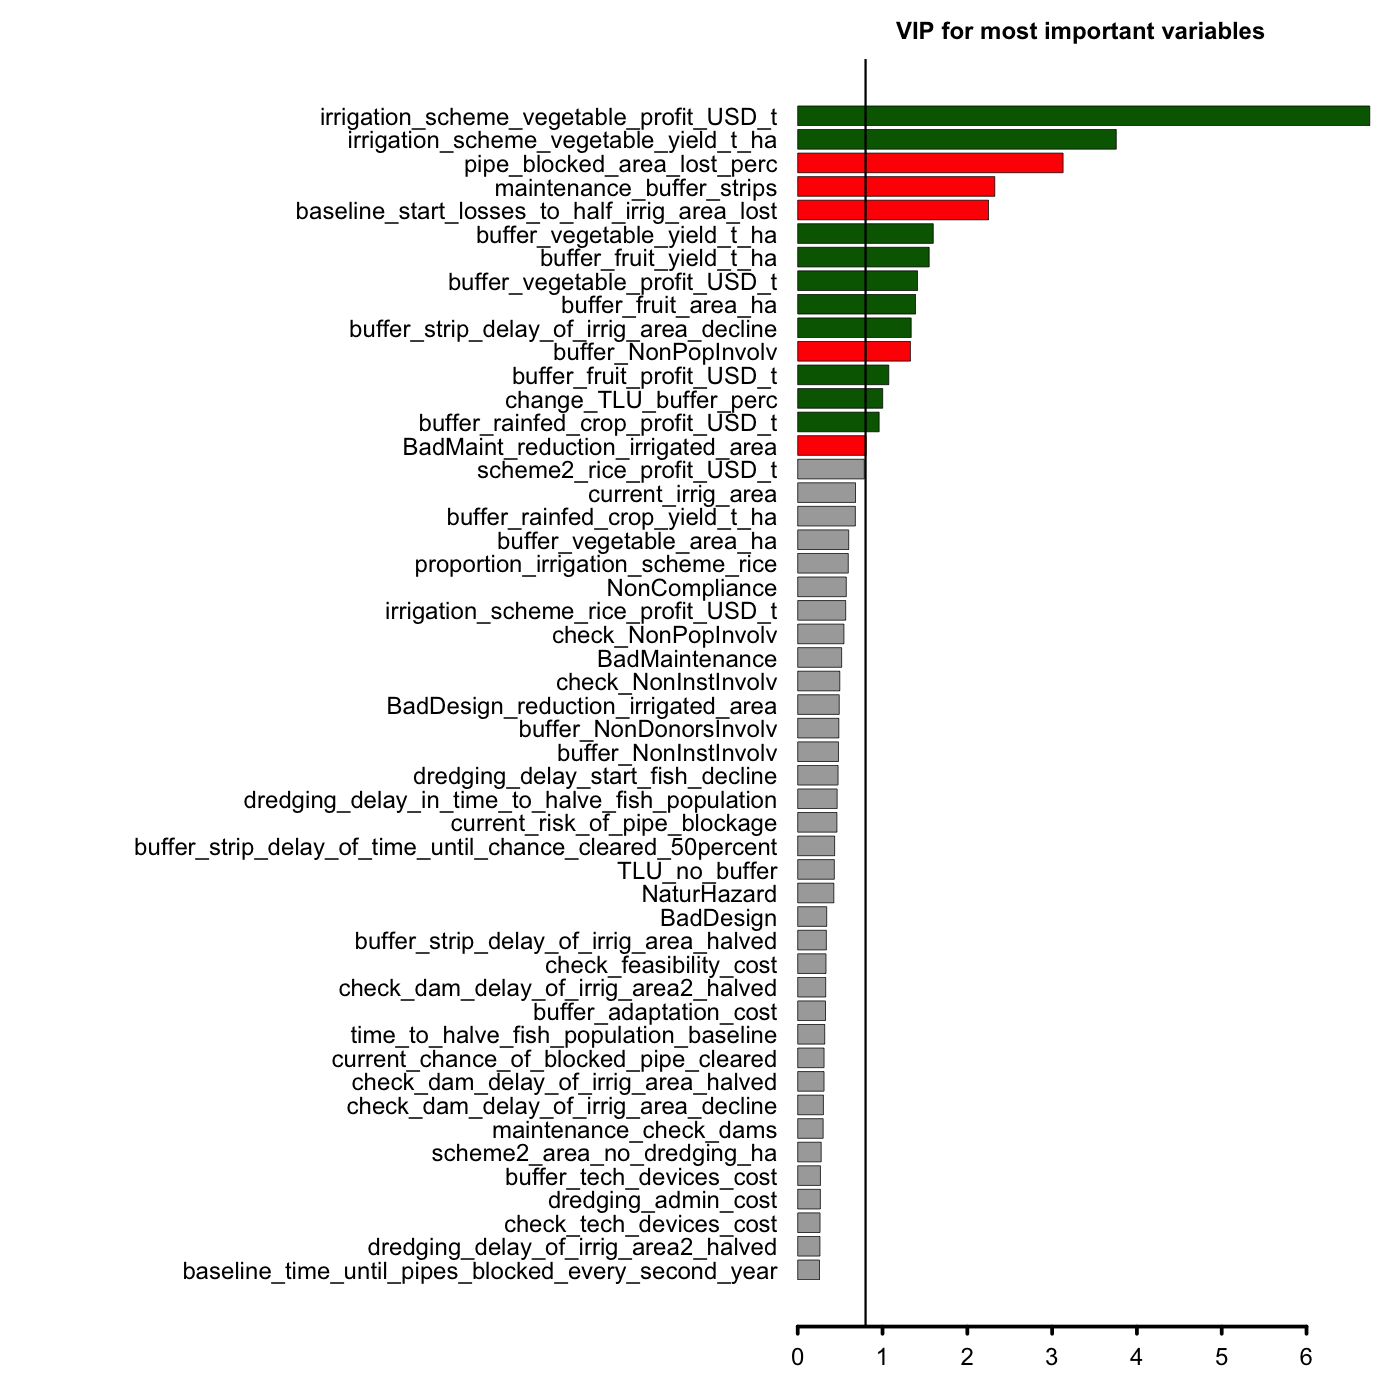 VIP for most important variables
irrigation_scheme_vegetable_profit_USD_t
irrigation_scheme_vegetable_yield_t_ha
pipe_blocked_area_lost_perc
maintenance_buffer_strips
baseline_start_losses_to_half_irrig_area_lost
buffer_vegetable_yield_t_ha
buffer_fruit_yield_t_ha
buffer_vegetable_profit_USD_t
buffer_fruit_area_ha
buffer_strip_delay_of_irrig_area_decline
buffer_NonPopInvolv
buffer_fruit_profit_USD_t
change_TLU_buffer_perc
buffer_rainfed_crop_profit_USD_t
BadMaint_reduction_irrigated_area
scheme2_rice_profit_USD_t
current_irrig_area
buffer_rainfed_crop_yield_t_ha
buffer_vegetable_area_ha
proportion_irrigation_scheme_rice
NonCompliance
irrigation_scheme_rice_profit_USD_t
check_NonPopInvolv
BadMaintenance
check_NonInstInvolv
BadDesign_reduction_irrigated_area
buffer_NonDonorsInvolv
buffer_NonInstInvolv
dredging_delay_start_fish_decline
dredging_delay_in_time_to_halve_fish_population
current_risk_of_pipe_blockage
buffer_strip_delay_of_time_until_chance_cleared_50percent
TLU_no_buffer
NaturHazard
BadDesign
buffer_strip_delay_of_irrig_area_halved
check_feasibility_cost
check_dam_delay_of_irrig_area2_halved
buffer_adaptation_cost
time_to_halve_fish_population_baseline
current_chance_of_blocked_pipe_cleared
check_dam_delay_of_irrig_area_halved
check_dam_delay_of_irrig_area_decline
maintenance_check_dams
scheme2_area_no_dredging_ha
buffer_tech_devices_cost
dredging_admin_cost
check_tech_devices_cost
dredging_delay_of_irrig_area2_halved
baseline_time_until_pipes_blocked_every_second_year
0 1 2 3 4 5 6